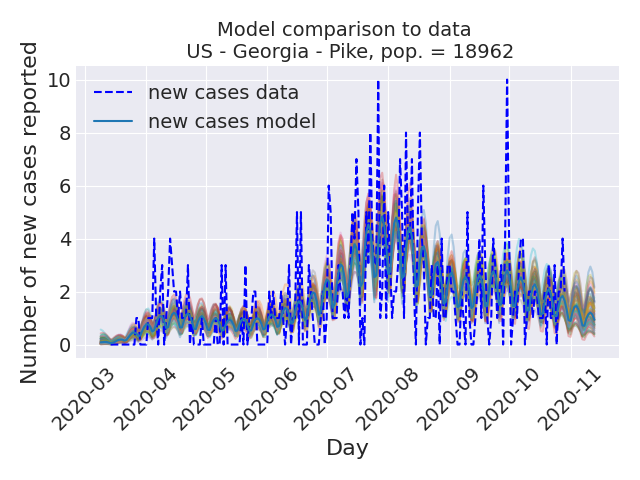 Model comparison to data
US - Georgia - Pike, pop. = 18962
Number of new cases reported
10
8
6
4
2
0
new cases data
new cases model
2020-03
2020-04
2020-05
2020-06
2020-07
2020-08
2020-09
2020-10
2020-11
Day